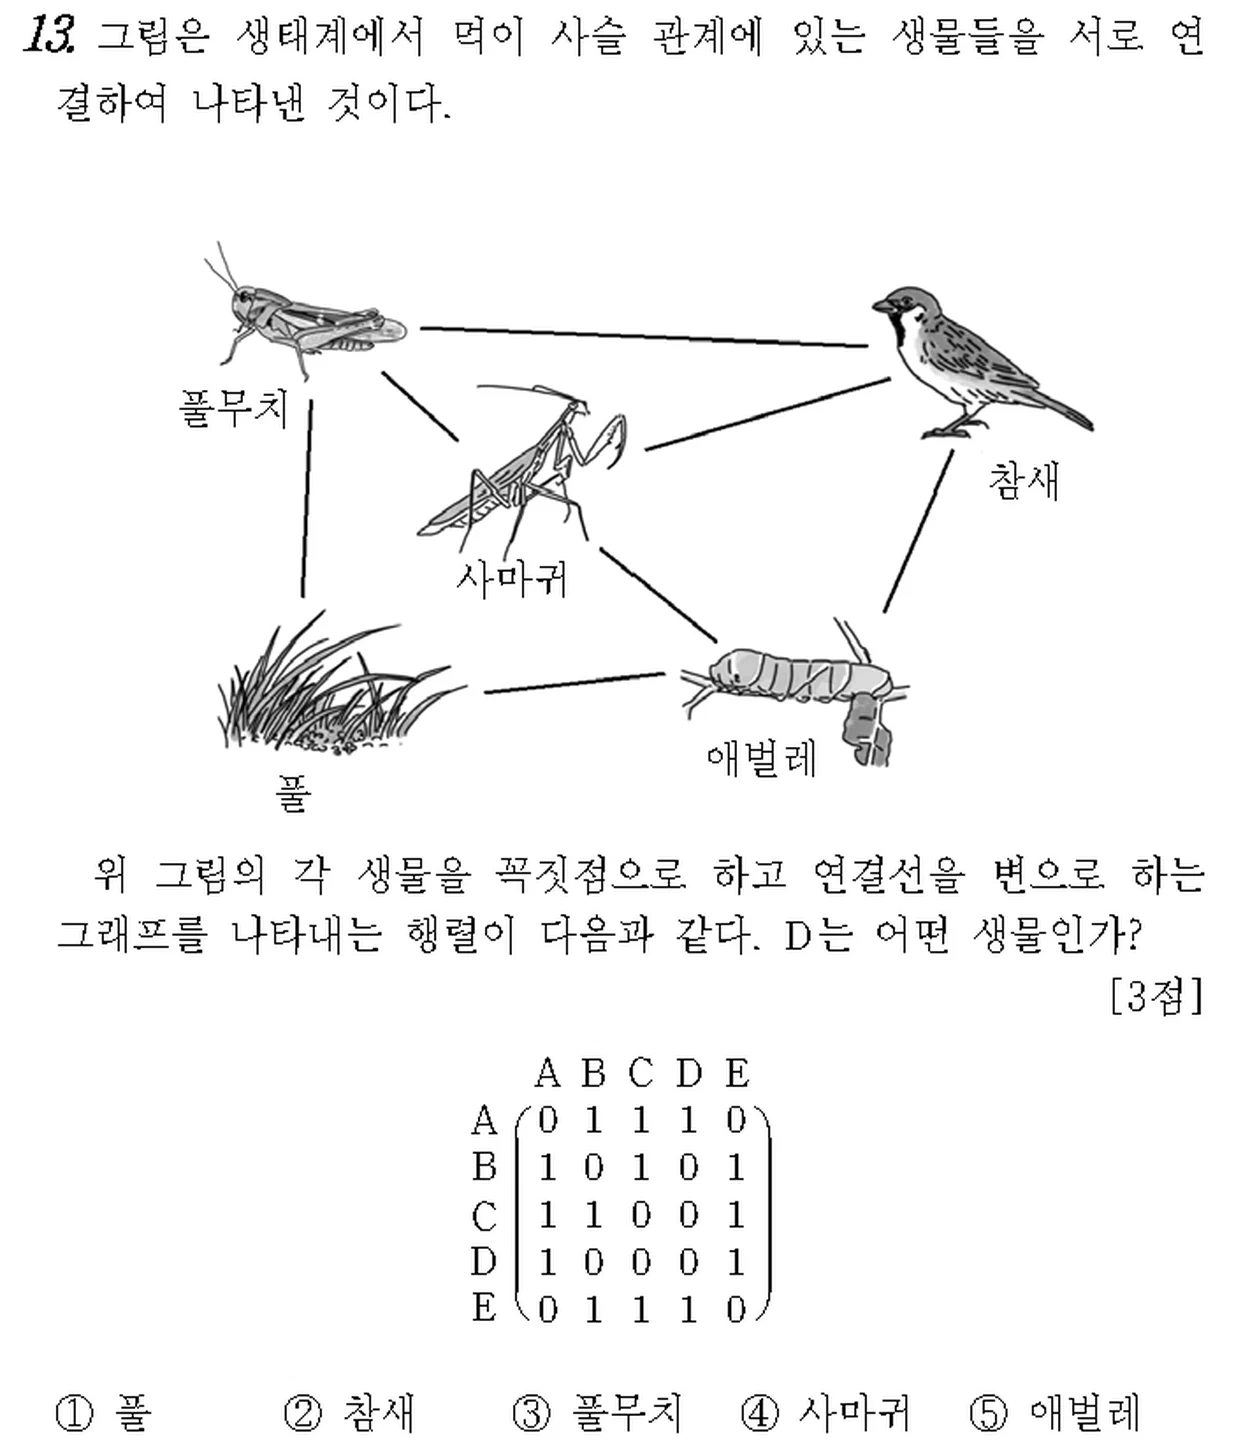 13. 그림은 생태계에서 먹이 사슬 관계에 있는 생물들을 서로 연
결하여 나타낸 것이다.
풀무치
참새
사마귀
애벌레
풀
위 그림의 각 생물을 꼭짓점으로 하고 연결선을 변으로 하는
그래프를 나타내는 행렬이 다음과 같다. D는 어떤 생물인가?
[3점]
A B C D E
A 0 1 1 1 0
B 1 0 1 0 1
C 1 1 0 0 1
D 1 0 0 0 1
E 0 1 1 1 0
① 풀 ② 참새 ③ 풀무치 ④ 사마귀 ⑤ 애벌레